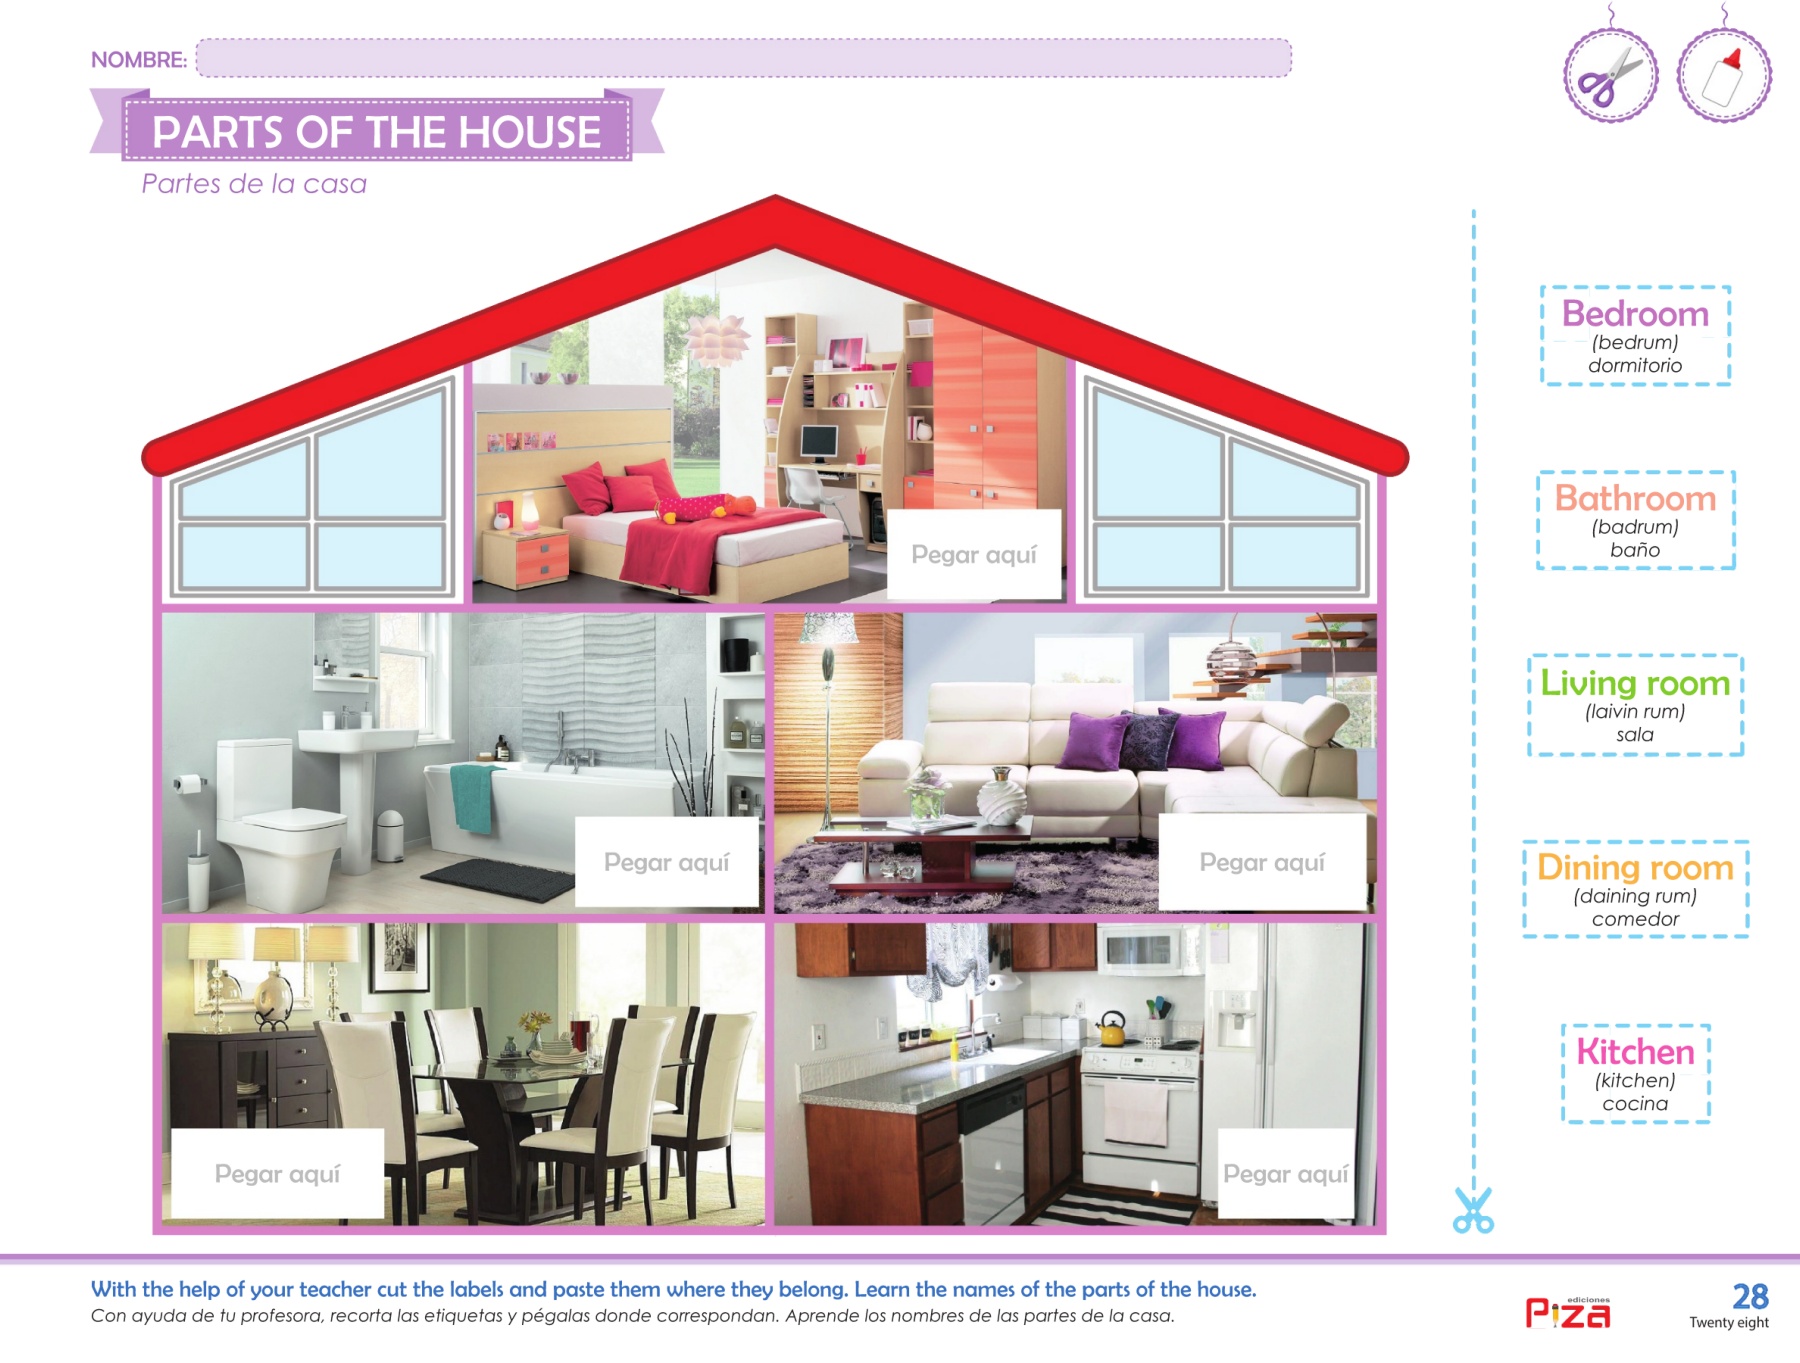 NOMBRE:
PARTS OF THE HOUSE
Partes de la casa
Pegar aquí
Pegar aquí
Pegar aquí
Pegar aquí
Pegar aquí
Bedroom
(bedrum)
dormitorio
Bathroom
(badrum)
baño
Living room
(laivin rum)
sala
Dining room
(daining rum)
comedor
Kitchen
(kitchen)
cocina
With the help of your teacher cut the labels and paste them where they belong. Learn the names of the parts of the house.
Con ayuda de tu profesora, recorta las etiquetas y pégalas donde correspondan. Aprende los nombres de las partes de la casa.
ediciones
Piza
28
Twenty eight